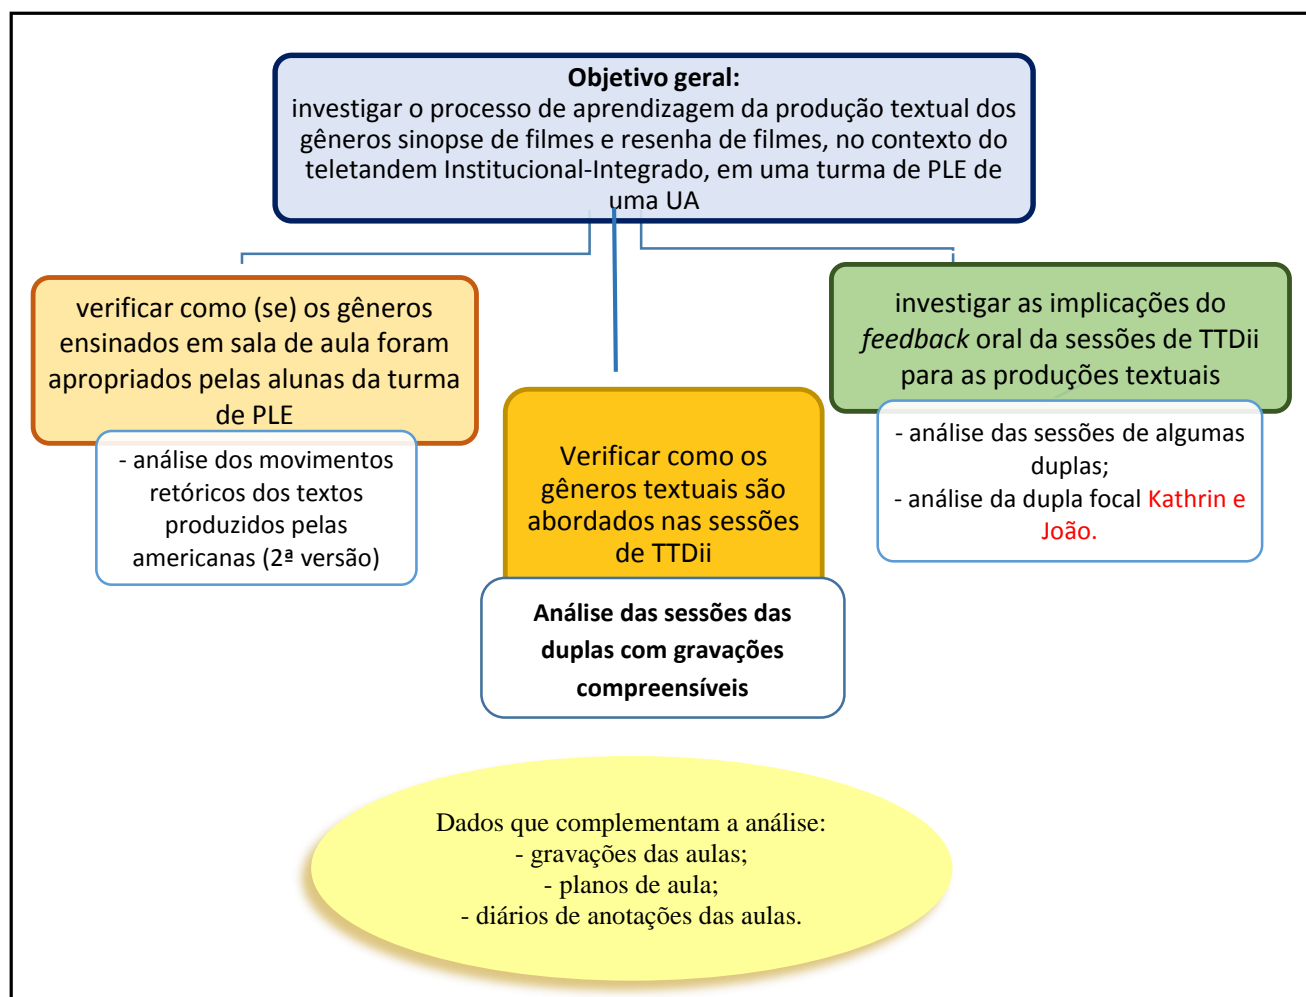 Objetivo geral:
investigar o processo de aprendizagem da produção textual dos
gêneros sinopse de filmes e resenha de filmes, no contexto do
teletandem Institucional-Integrado, em uma turma de PLE de
uma UA
verificar como (se) os gêneros
ensinados em sala de aula foram
apropriados pelas alunas da turma
de PLE
- análise dos movimentos
retóricos dos textos
produzidos pelas
americanas (2ª versão)
Verificar como os
gêneros textuais são
abordados nas sessões
de TTDii
Análise das sessões das
duplas com gravações
compreensíveis
investigar as implicações do
feedback oral da sessões de TTDii
para as produções textuais
- análise das sessões de algumas
duplas;
- análise da dupla focal Kathrin e
João.
Dados que complementam a análise:
- gravações das aulas;
- planos de aula;
- diários de anotações das aulas.